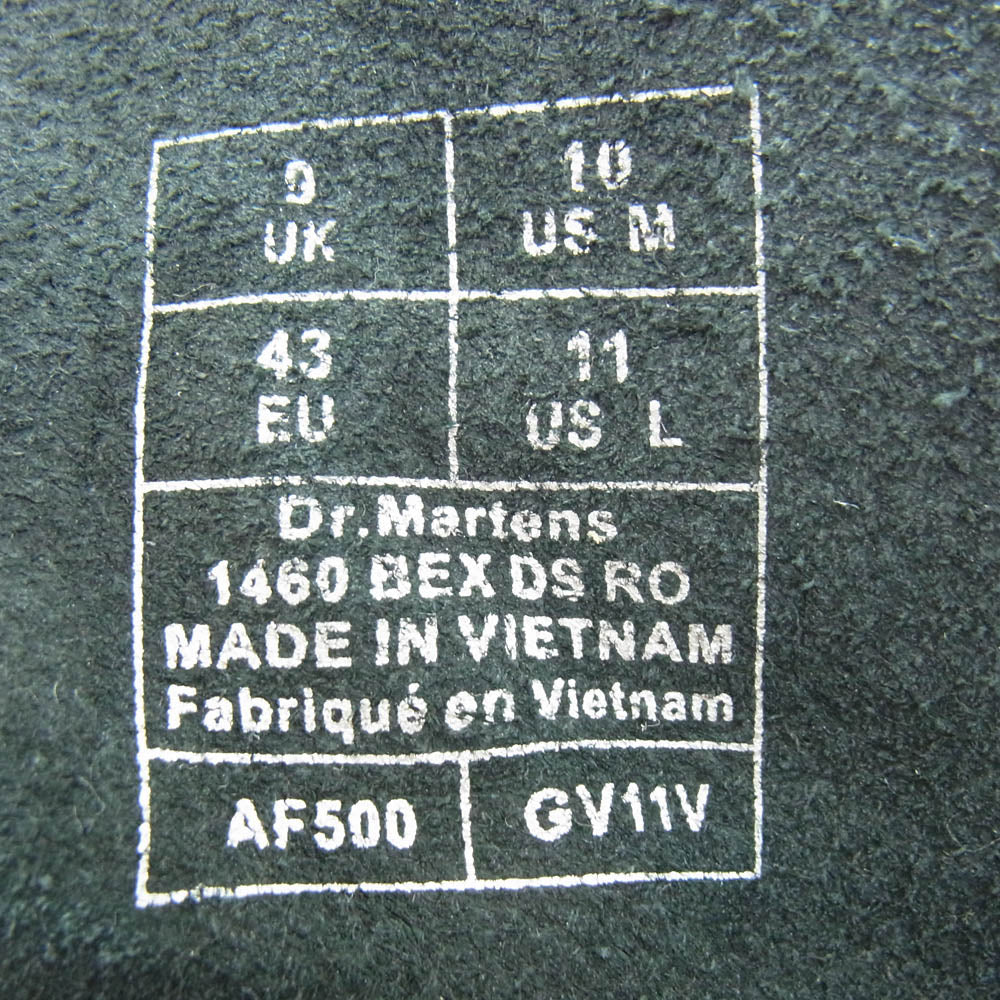 9
UK
10
US M
43
EU
11
US L
Dr.Martens
1460 BEX DS RO
MADE IN VIETNAM
Fabriqué en Vietnam
AF500
GV11V